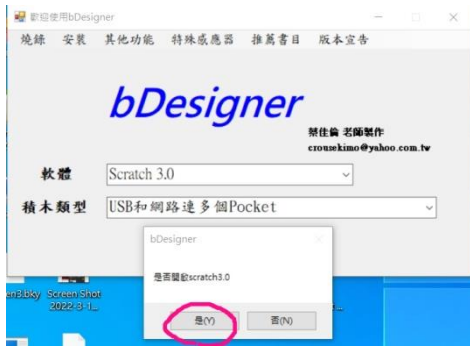 歡迎使用bDesigner
燒錄 安裝 其他功能 特殊感應器 推薦書目 版本宣告
bDesigner
蔡佳倫 老師製作
crousekimo@yahoo.com.tw
軟體 Scratch 3.0
積木類型 USB和網路連多個Pocket
bDesigner
是否開啟scratch3.0
en3.bky Screen Shot
2022-3-1...
是(Y) 否(N)